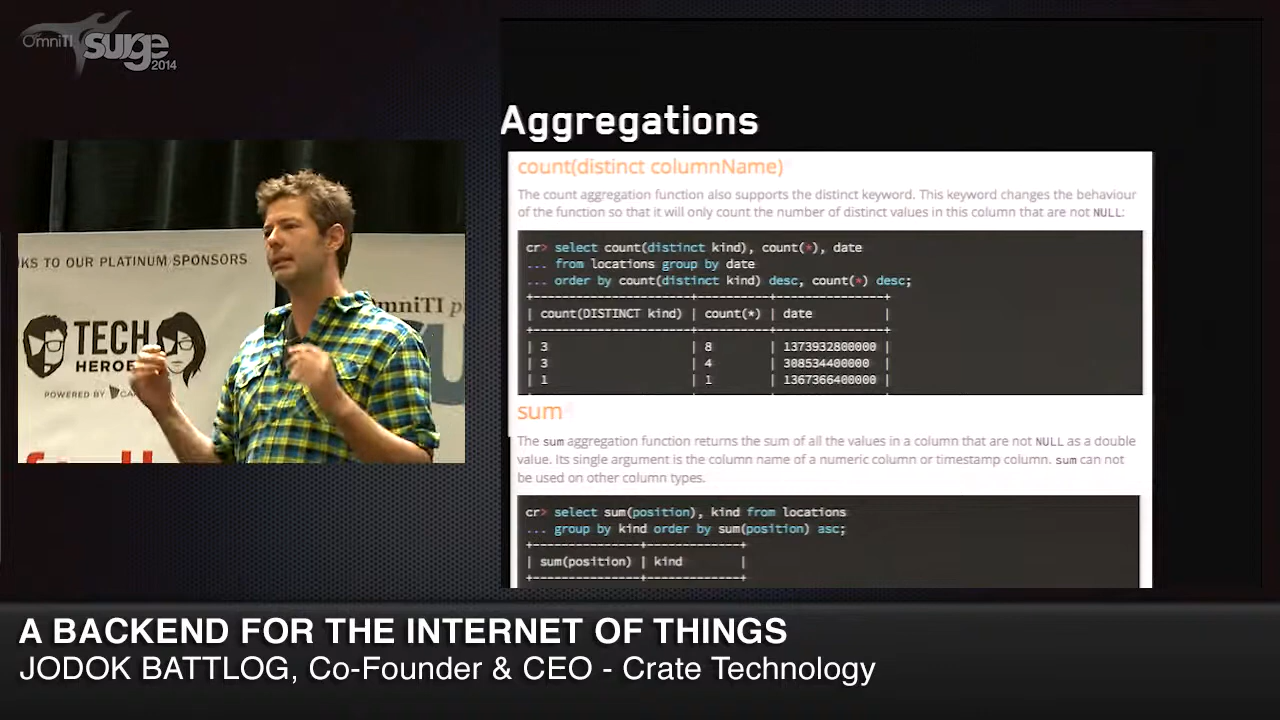 OmniTI
surge
2014
Aggregations
count(distinct columnName)
The count aggregation function also supports the distinct keyword. This keyword changes the behaviour
of the function so that it will only count the number of distinct values in this column that are not NULL:
cr> select count(distinct kind), count(*), date
... from locations group by date
... order by count(distinct kind) desc, count(*) desc;
+-----------------------+----------+---------------+
| count(DISTINCT kind) | count(*) | date |
+-----------------------+----------+---------------+
| 3 | 8 | 1373932800000 |
| 3 | 4 | 308534400000 |
| 1 | 1 | 1367366400000 |
sum
The sum aggregation function returns the sum of all the values in a column that are not NULL as a double
value. Its single argument is the column name of a numeric column or timestamp column. sum can not
be used on other column types.
cr> select sum(position), kind from locations
... group by kind order by sum(position) asc;
+---------------+-------------+
| sum(position) | kind |
+---------------+-------------+
NKS TO OUR PLATINUM SPONSORS
OmniTI p
TECH
HEROE
POWERED BY
A BACKEND FOR THE INTERNET OF THINGS
JODOK BATTLOG, Co-Founder & CEO - Crate Technology